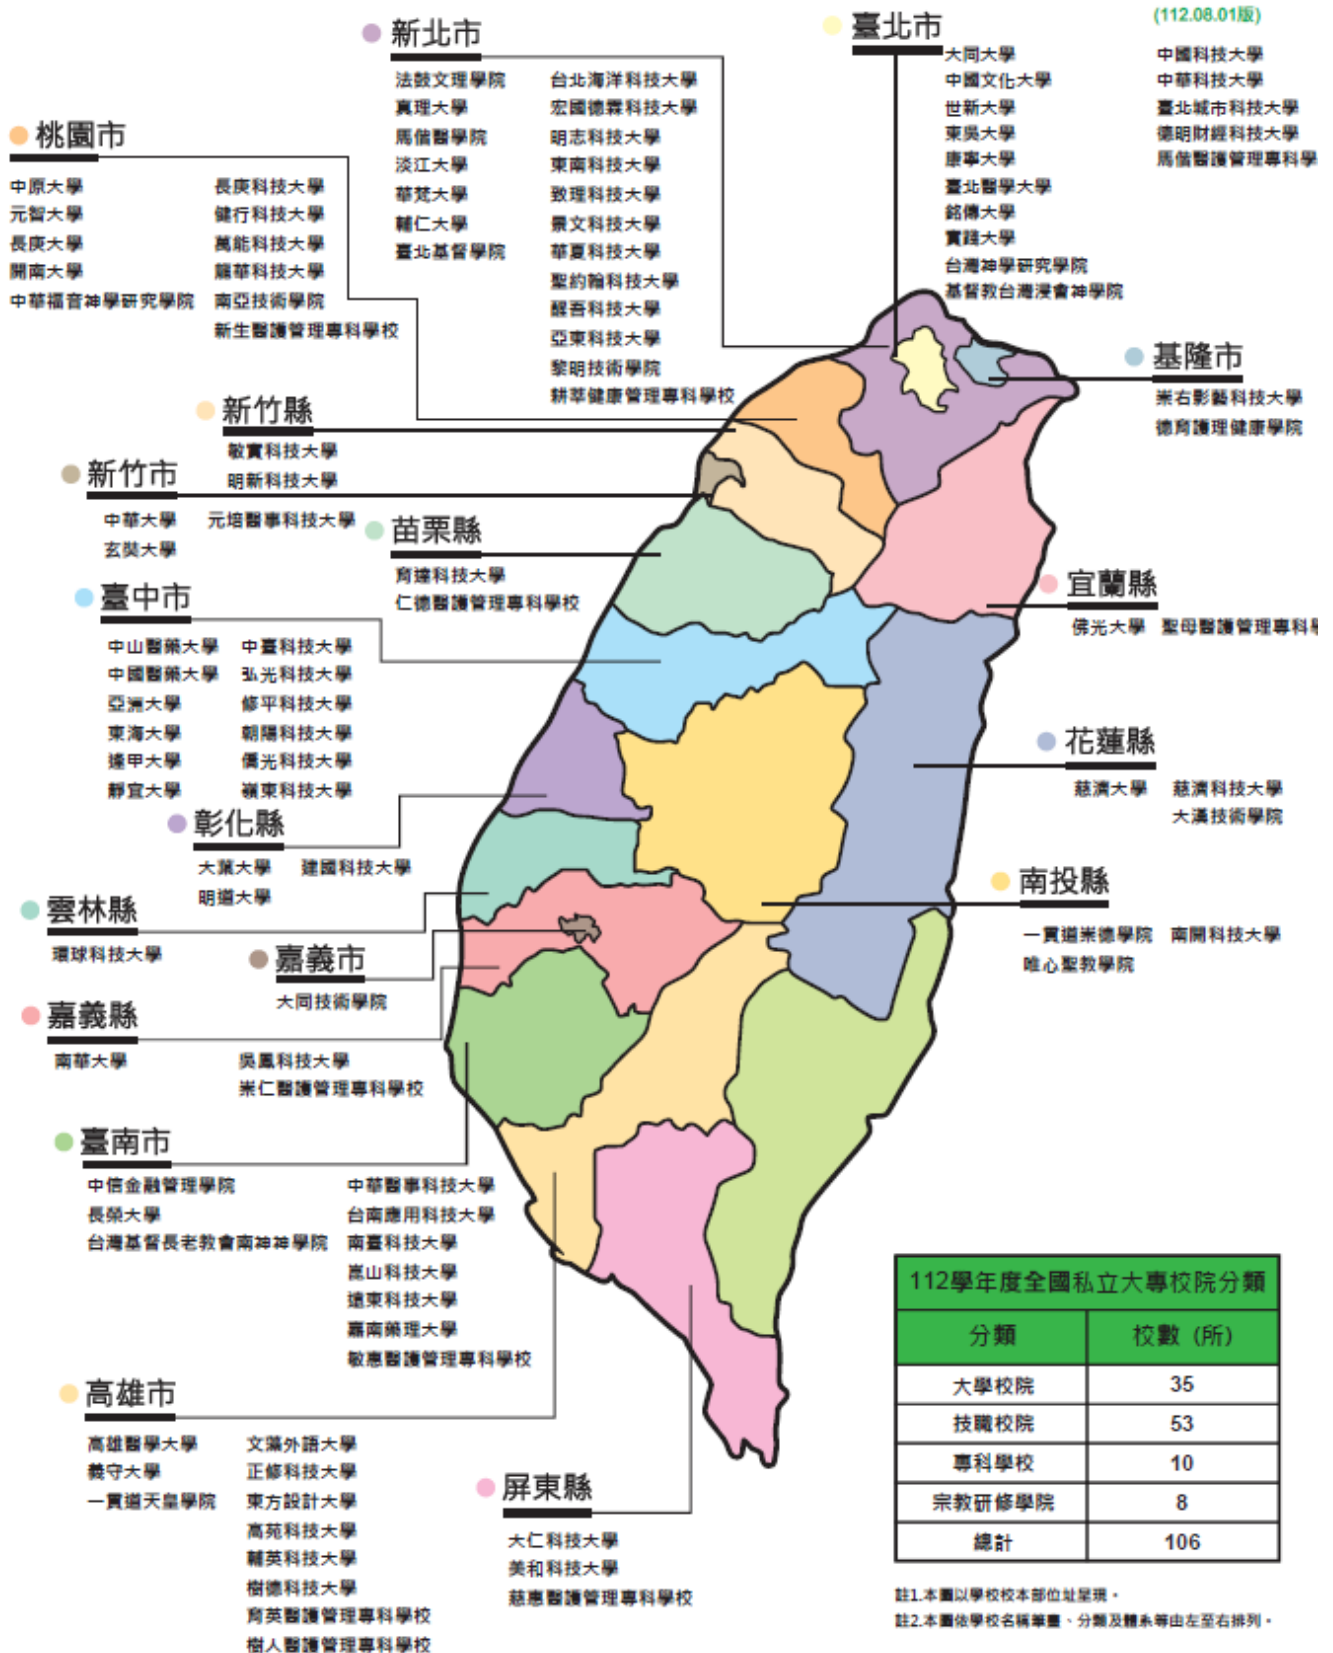 (112.08.01版)
新北市
法鼓文理學院
真理大學
馬偕醫學院
淡江大學
華梵大學
輔仁大學
臺北基督學院
台北海洋科技大學
宏國德霖科技大學
明志科技大學
東南科技大學
致理科技大學
景文科技大學
華夏科技大學
聖約翰科技大學
醒吾科技大學
亞東科技大學
黎明技術學院
耕莘健康管理專科學校
臺北市
大同大學
中國文化大學
世新大學
東吳大學
康寧大學
臺北醫學大學
銘傳大學
實踐大學
台灣神學研究學院
基督教台灣浸會神學院
中國科技大學
中華科技大學
臺北城市科技大學
德明財經科技大學
馬偕醫護管理專科學
桃園市
中原大學
元智大學
長庚大學
開南大學
中華福音神學研究學院
長庚科技大學
健行科技大學
萬能科技大學
龍華科技大學
南亞技術學院
新生醫護管理專科學校
基隆市
崇右影藝科技大學
德育護理健康學院
新竹縣
敏實科技大學
明新科技大學
新竹市
中華大學
玄奘大學
元培醫事科技大學
苗栗縣
育達科技大學
仁德醫護管理專科學校
臺中市
中山醫藥大學
中國醫藥大學
亞洲大學
東海大學
逢甲大學
靜宜大學
中臺科技大學
弘光科技大學
修平科技大學
朝陽科技大學
僑光科技大學
嶺東科技大學
宜蘭縣
佛光大學 聖母醫護管理專科學
花蓮縣
慈濟大學
慈濟科技大學
大漢技術學院
彰化縣
大葉大學
明道大學
建國科技大學
南投縣
一貫道崇德學院
唯心聖教學院
南開科技大學
雲林縣
環球科技大學
嘉義市
大同技術學院
嘉義縣
南華大學
吳鳳科技大學
崇仁醫護管理專科學校
臺南市
中信金融管理學院
長榮大學
台灣基督長老教會南神神學院
中華醫事科技大學
台南應用科技大學
南臺科技大學
崑山科技大學
遠東科技大學
嘉南藥理大學
敏惠醫護管理專科學校
高雄市
高雄醫學大學
義守大學
一貫道天皇學院
文藻外語大學
正修科技大學
東方設計大學
高苑科技大學
輔英科技大學
樹德科技大學
育英醫護管理專科學校
樹人醫護管理專科學校
屏東縣
大仁科技大學
美和科技大學
慈惠醫護管理專科學校
112學年度全國私立大專校院分類
分類 校數（所）
大學校院 35
技職校院 53
專科學校 10
宗教研修學院 8
總計 106
註1.本圖以學校校本部位址呈現。
註2.本圖依學校名稱筆畫、分類及體系等由左至右排列。